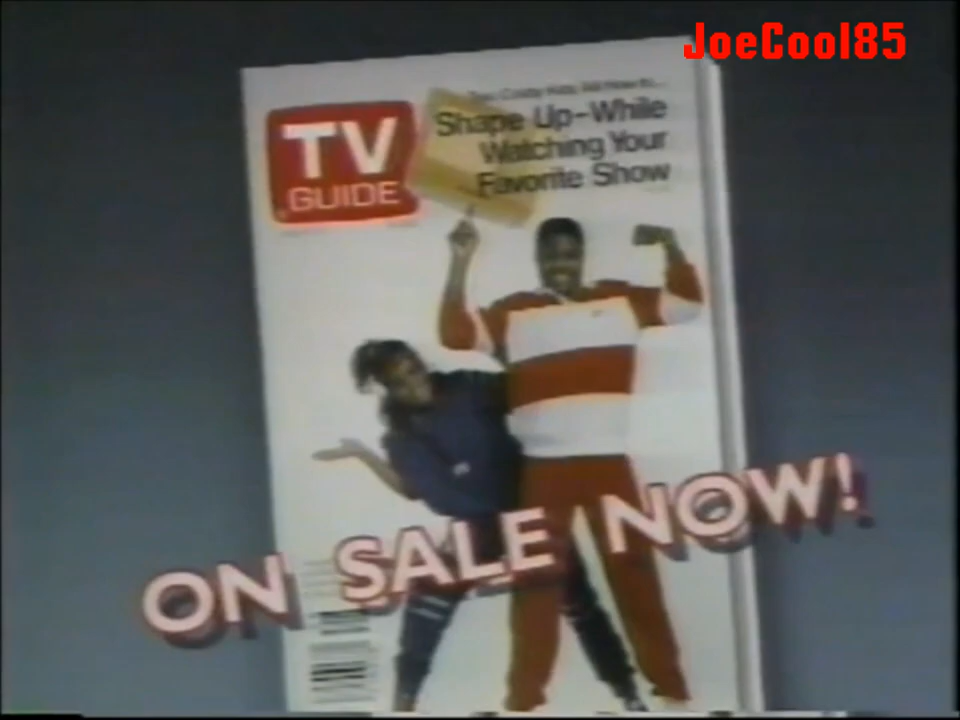 JoeCool85
TV
GUIDE
Shape Up-While
Watching Your
Favorite Show
ON SALE NOW!